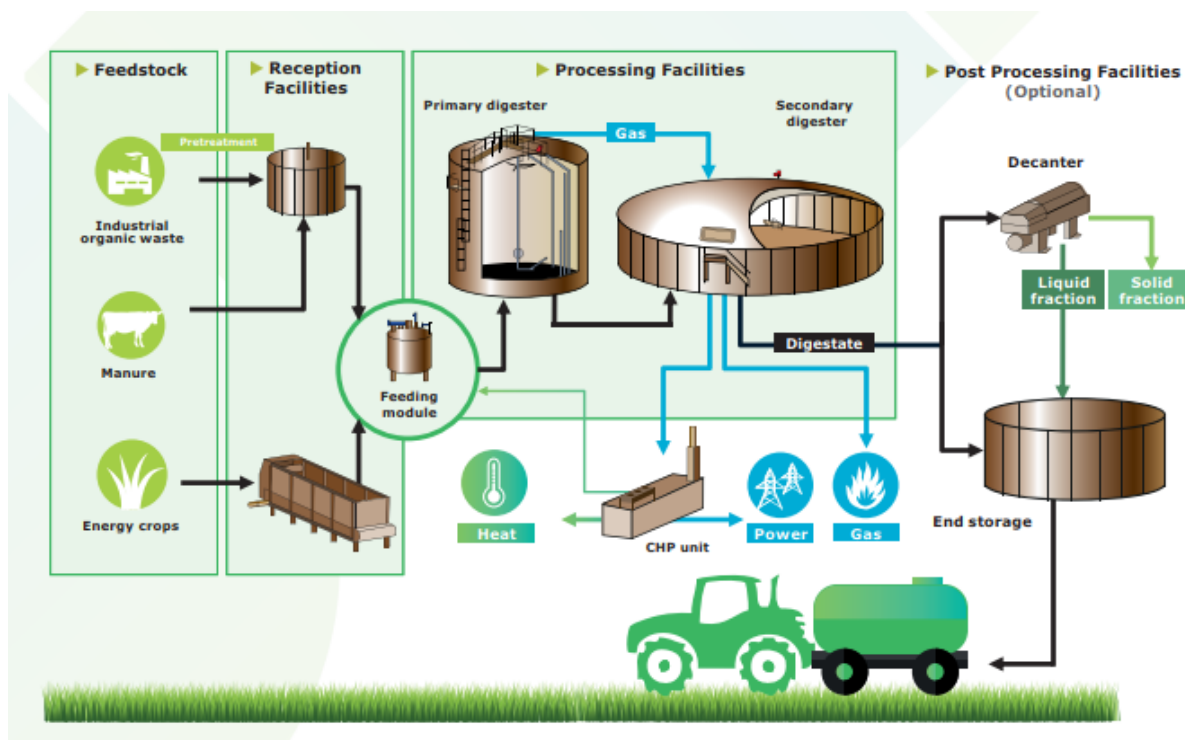 Feedstock
Reception
Facilities
Processing Facilities
Post Processing Facilities
(Optional)
Primary digester
Secondary
digester
Gas
Pretreatment
Decanter
Industrial
organic waste
Liquid
fraction
Solid
fraction
Digestate
Manure
Feeding
module
Energy crops
Heat
CHP unit
Power
Gas
End storage